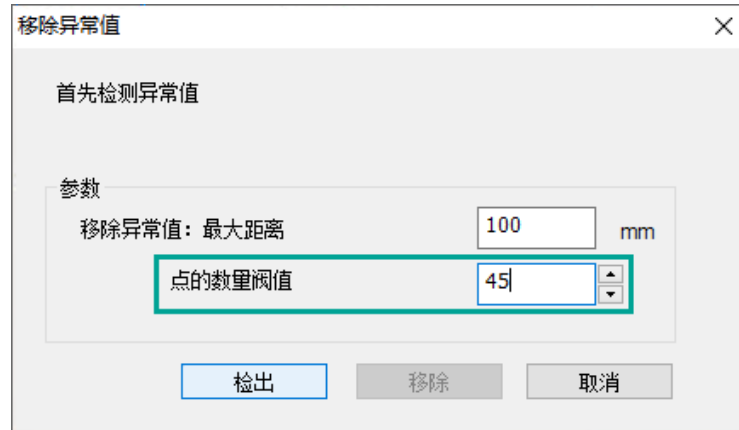 移除异常值
首先检测异常值
参数
移除异常值：最大距离 100 mm
点的数量阀值 45
检出 移除 取消